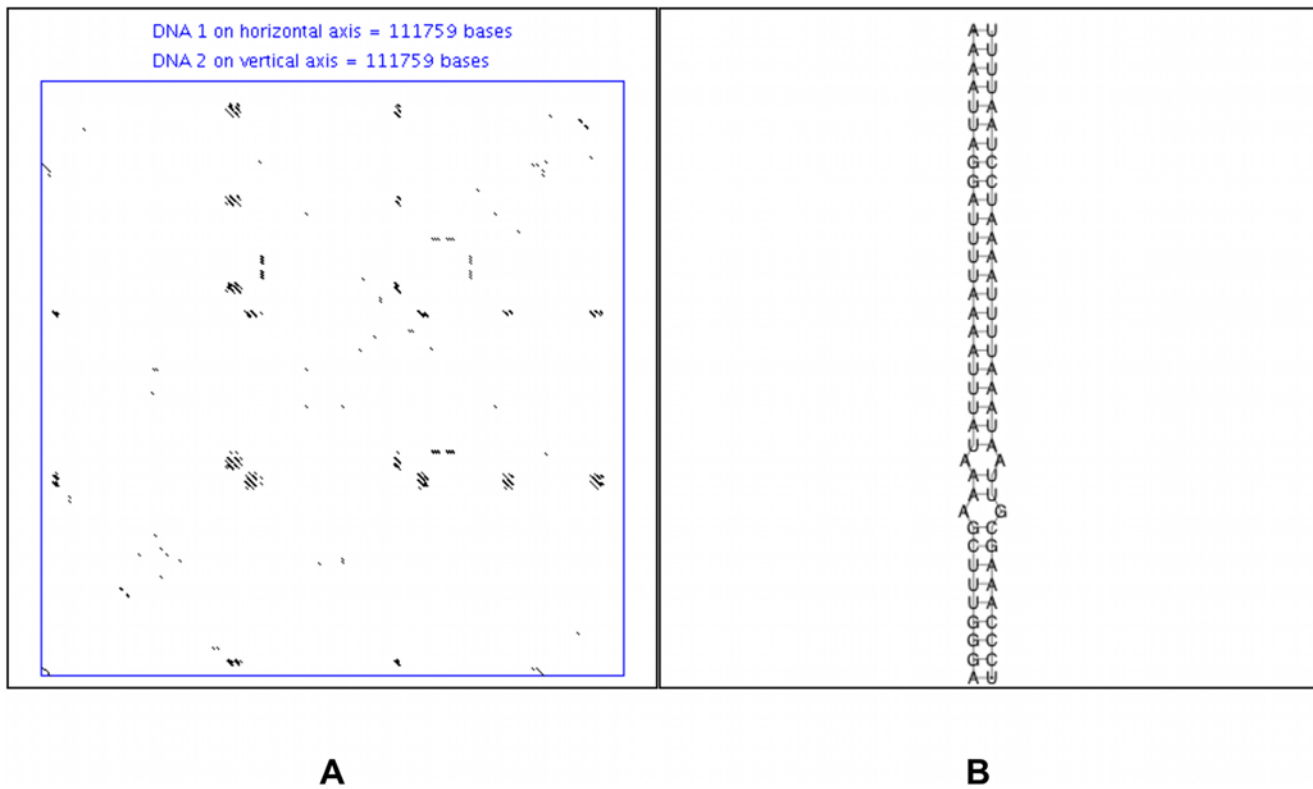 DNA 1 on horizontal axis = 111759 bases
DNA 2 on vertical axis = 111759 bases
A U
A U
A U
A U
U A
U A
A U
G C
G C
A U
U A
U A
U A
U A
A U
A U
A U
A U
U A
U A
U A
A U
U A
A A
A U
A U
A G
G C
C G
U A
U A
U A
G C
G C
G C
A U
A
B